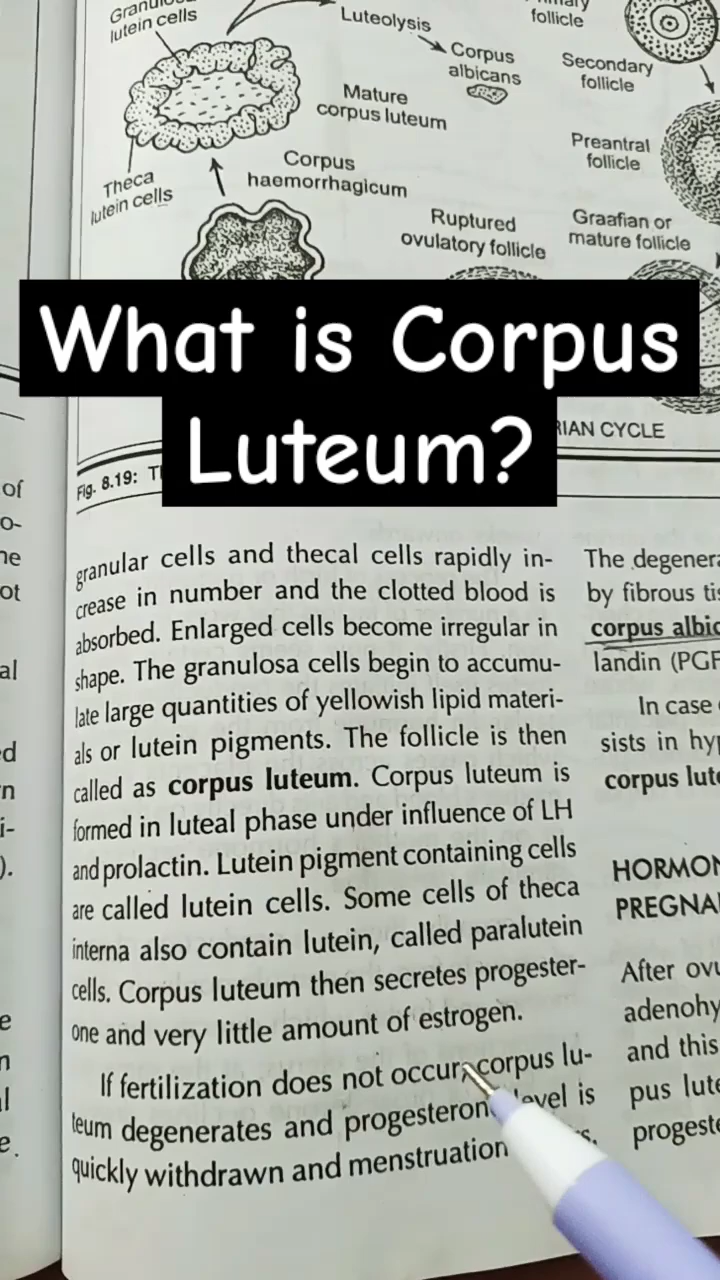 Granulo
lutein cells
Luteolysis
Corpus
albicans
follicle
Secondary
follicle
Mature
corpus luteum
Preantral
follicle
Theca
lutein cells
Corpus
haemorrhagicum
Ruptured
ovulatory follicle
Graafian or
mature follicle
What is Corpus
Luteum?
RIAN CYCLE
Fig. 8.19:
of
o-
ne
ot
al
d
n
i-
).
e
n
l
e.
granular cells and thecal cells rapidly in-
crease in number and the clotted blood is
absorbed. Enlarged cells become irregular in
shape. The granulosa cells begin to accumu-
late large quantities of yellowish lipid materi-
als or lutein pigments. The follicle is then
called as corpus luteum. Corpus luteum is
formed in luteal phase under influence of LH
and prolactin. Lutein pigment containing cells
are called lutein cells. Some cells of theca
interna also contain lutein, called paralutein
cells. Corpus luteum then secretes progester-
one and very little amount of estrogen.
If fertilization does not occur, corpus lu-
teum degenerates and progesteron level is
quickly withdrawn and menstruation
The degenera
by fibrous tis
corpus albic
landin (PGF
In case
sists in hyp
corpus lute
HORMON
PREGNA
After ovu
adenohy
and this
pus lute
progeste